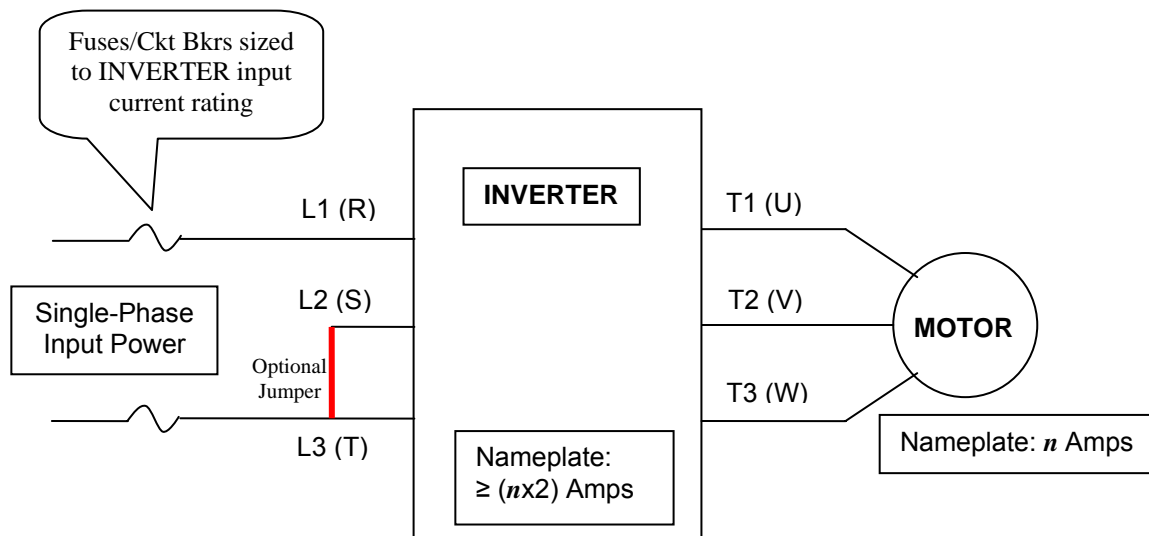 Fuses/Ckt Bkrs sized
to INVERTER input
current rating
L1 (R)
INVERTER
T1 (U)
Single-Phase
Input Power
L2 (S)
Optional
Jumper
L3 (T)
T2 (V)
MOTOR
T3 (W)
Nameplate:
≥ (nx2) Amps
Nameplate: n Amps